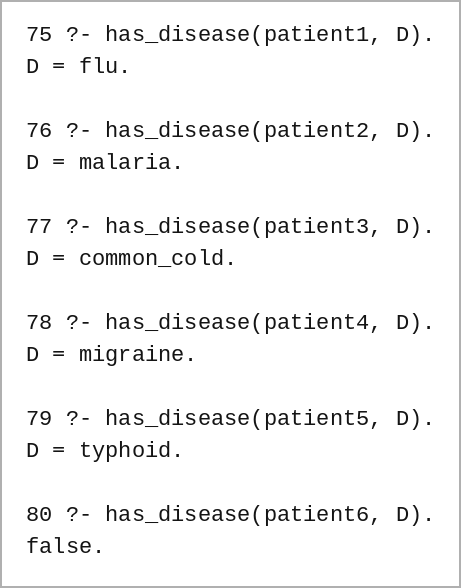 75 ?- has_disease(patient1, D).
D = flu.
76 ?- has_disease(patient2, D).
D = malaria.
77 ?- has_disease(patient3, D).
D = common_cold.
78 ?- has_disease(patient4, D).
D = migraine.
79 ?- has_disease(patient5, D).
D = typhoid.
80 ?- has_disease(patient6, D).
false.